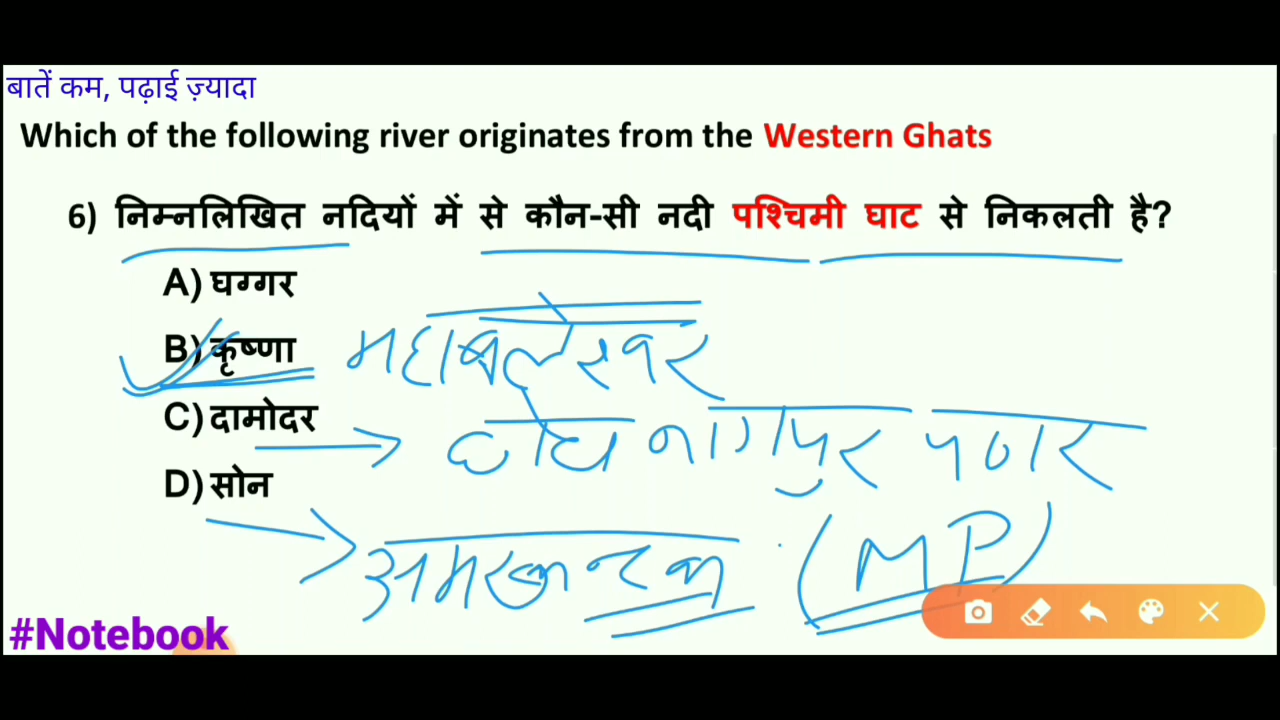 बातें कम, पढ़ाई ज़्यादा
Which of the following river originates from the Western Ghats
6) निम्नलिखित नदियों में से कौन-सी नदी पश्चिमी घाट से निकलती है?
A) घग्गर
B) कृष्णा महाबलेश्वर
C) दामोदर छोटा नागपुर पठार
D) सोन
अमरकन्टक (MP)
#Notebook